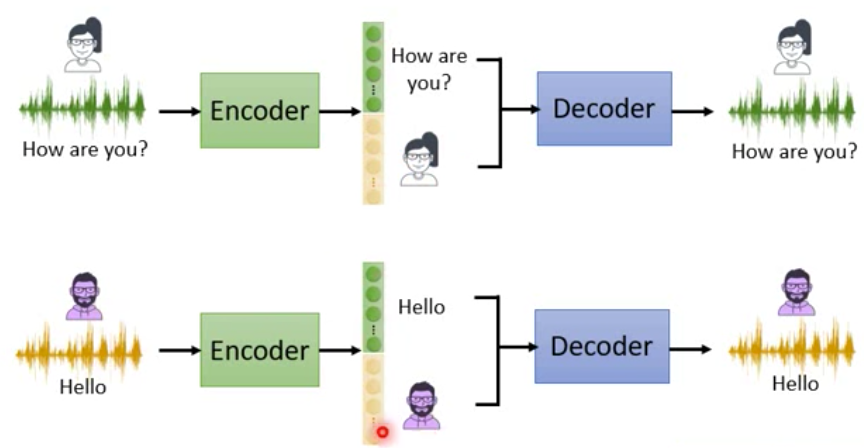 How are you?
Encoder
How are
you?
Decoder
How are you?
Hello
Encoder
Hello
Decoder
Hello